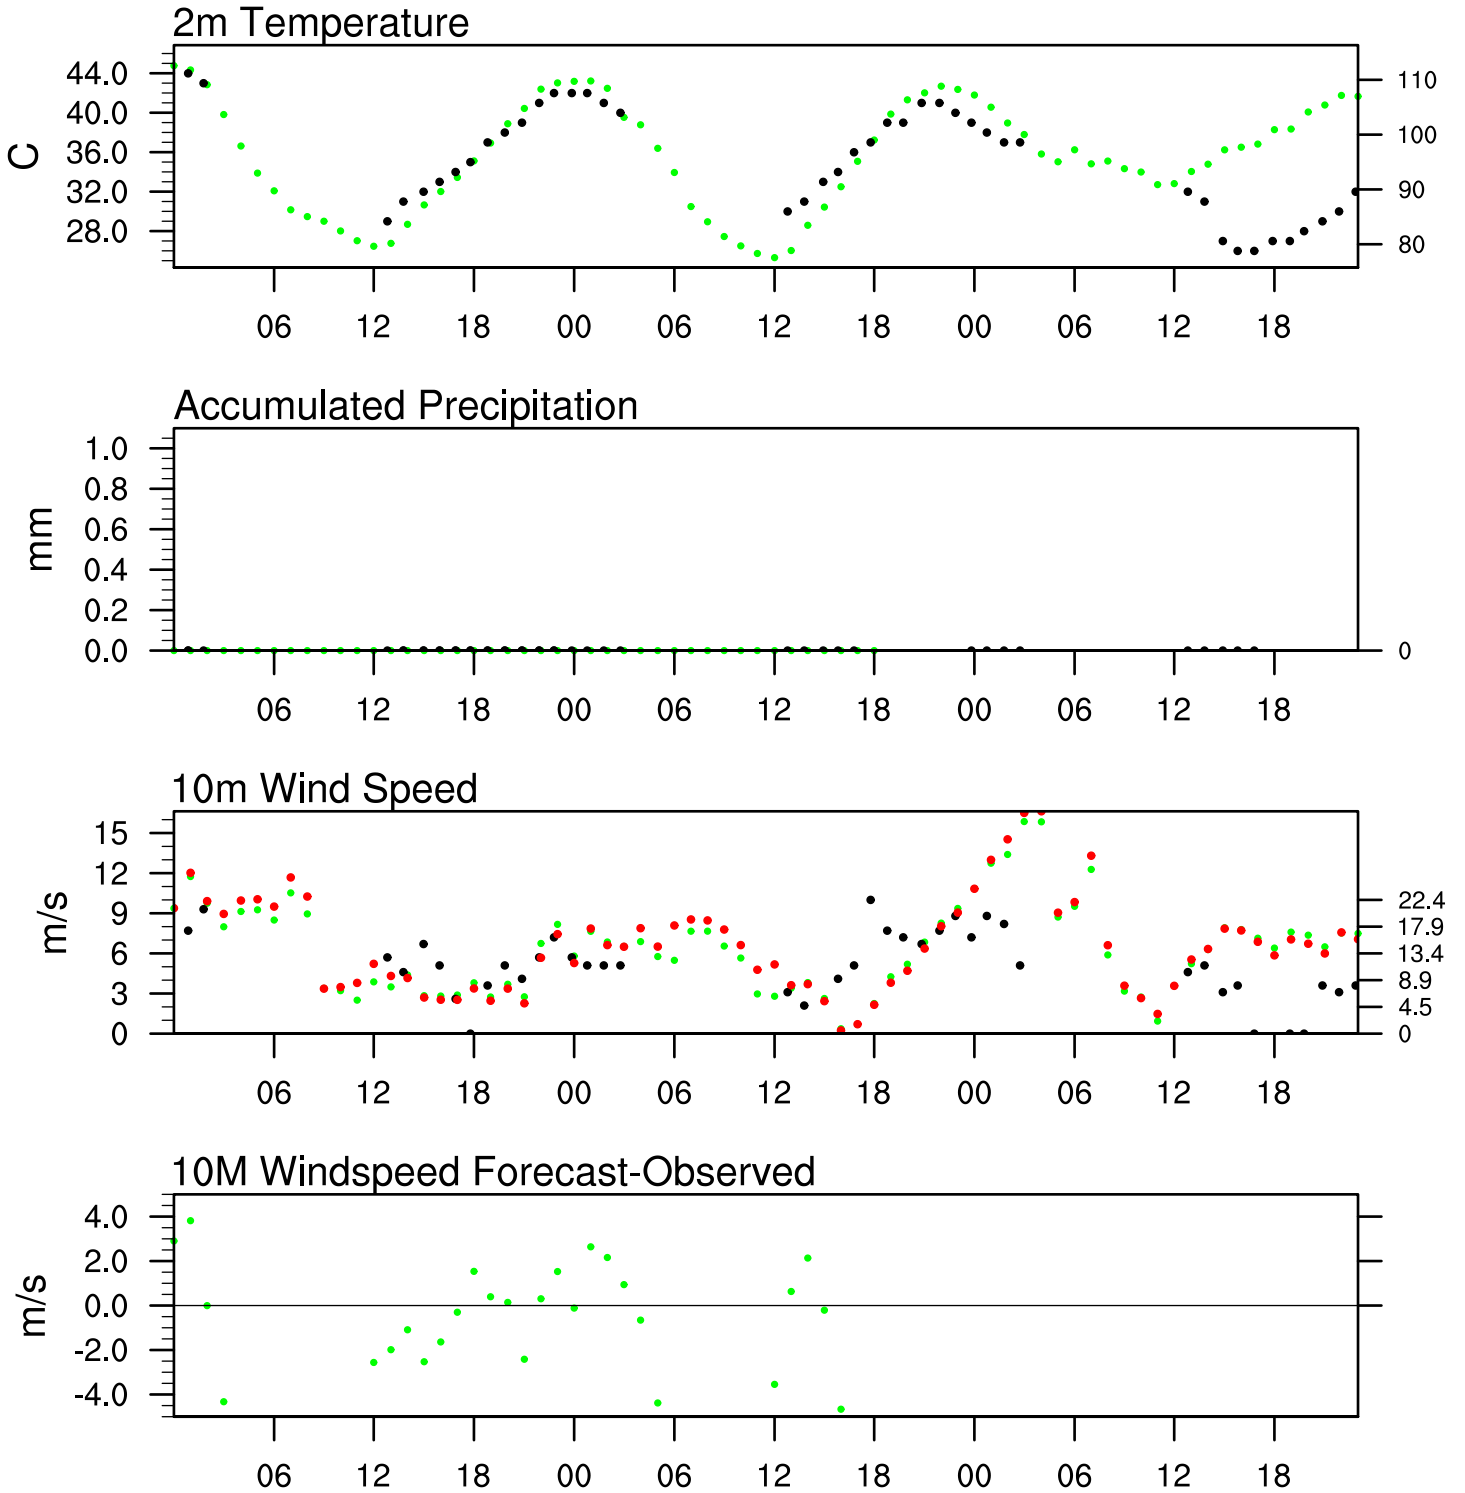 2m Temperature
44.0
40.0
36.0
32.0
28.0
C
110
100
90
80
06 12 18 00 06 12 18 00 06 12 18
Accumulated Precipitation
1.0
0.8
0.6
0.4
0.2
0.0
mm
0
06 12 18 00 06 12 18 00 06 12 18
10m Wind Speed
15
12
9
6
3
0
m/s
22.4
17.9
13.4
8.9
4.5
0
06 12 18 00 06 12 18 00 06 12 18
10M Windspeed Forecast-Observed
4.0
2.0
0.0
-2.0
-4.0
m/s
06 12 18 00 06 12 18 00 06 12 18